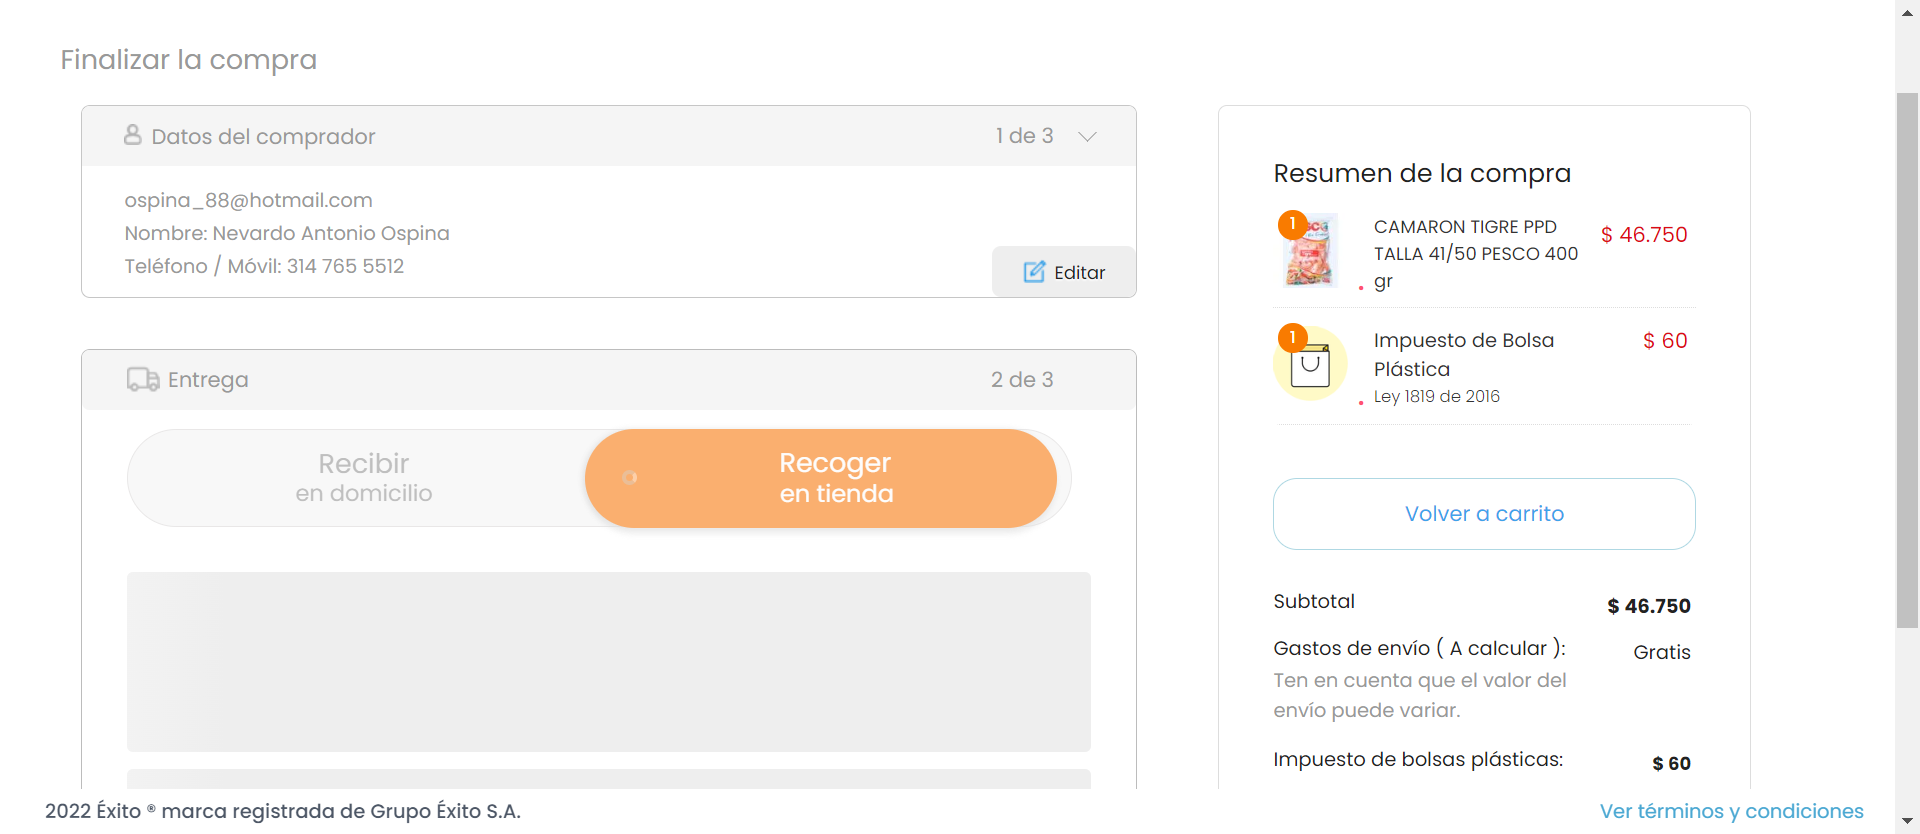 Finalizar la compra
Datos del comprador
1 de 3
ospina_88@hotmail.com
Nombre: Nevardo Antonio Ospina
Teléfono / Móvil: 314 765 5512
Editar
Entrega
2 de 3
Recibir
en domicilio
Recoger
en tienda
Resumen de la compra
1
CAMARON TIGRE PPD
TALLA 41/50 PESCO 400
gr
$ 46.750
1
Impuesto de Bolsa
Plástica
Ley 1819 de 2016
$ 60
Volver a carrito
Subtotal
$ 46.750
Gastos de envío ( A calcular ):
Gratis
Ten en cuenta que el valor del
envío puede variar.
Impuesto de bolsas plásticas:
$ 60
2022 Éxito ® marca registrada de Grupo Éxito S.A.
Ver términos y condiciones